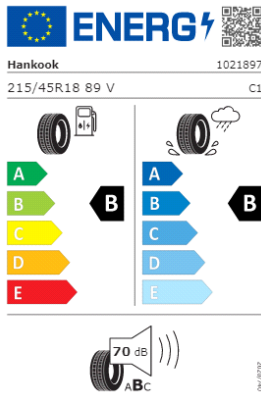 ENERG
Hankook 1021897
215/45R18 89 V C1
A A
B B B B
C C
D D
E E
70 dB
ABC